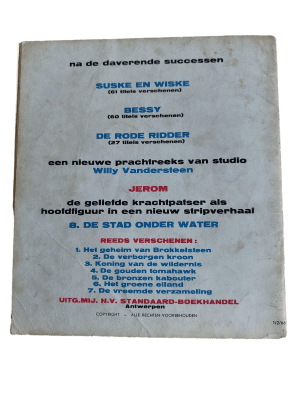 na de daverende successen
SUSKE EN WISKE
(61 titels verschenen)
BESSY
(60 titels verschenen)
DE RODE RIDDER
(27 titels verschenen)
een nieuwe prachtreeks van studio
Willy Vandersteen
JEROM
de geliefde krachtpatser als
hoofdfiguur in een nieuw stripverhaal
8. DE STAD ONDER WATER
REEDS VERSCHENEN :
1. Het geheim van Brokkelsteen
2. De verborgen kroon
3. Koning van de wildernis
4. De gouden tomahawk
5. De bronzen kabouter
6. Het groene eiland
7. De vreemde verzameling
UITG.MIJ. N.V. STANDAARD-BOEKHANDEL
Antwerpen
COPYRIGHT - ALLE RECHTEN VOORBEHOUDEN